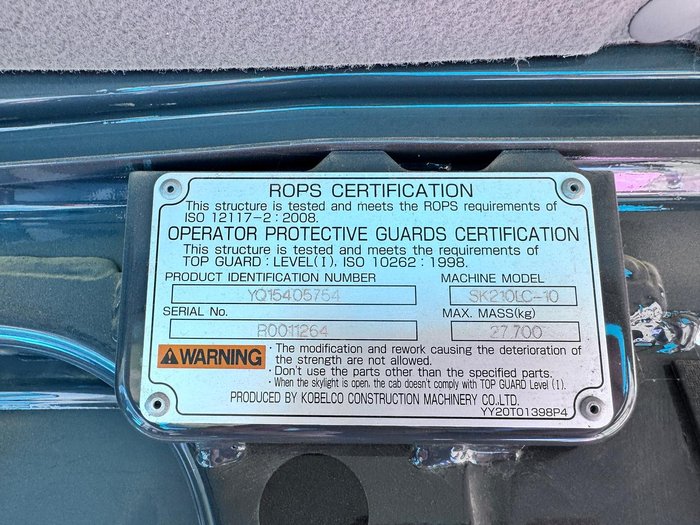 ROPS CERTIFICATION
This structure is tested and meets the ROPS requirements of
ISO 12117-2 : 2008.
OPERATOR PROTECTIVE GUARDS CERTIFICATION
This structure is tested and meets the requirements of
TOP GUARD : LEVEL(I). ISO 10262 : 1998.
PRODUCT IDENTIFICATION NUMBER MACHINE MODEL
YQ15405754 SK210LC-10
SERIAL No. MAX. MASS(kg)
R0011264 27,700
WARNING
· The modification and rework causing the deterioration of
the strength are not allowed.
· Don't use the parts other than the specified parts.
· When the skylight is open, the cab doesn't comply with TOP GUARD Level (I).
PRODUCED BY KOBELCO CONSTRUCTION MACHINERY CO.,LTD.
YY20T01398P4